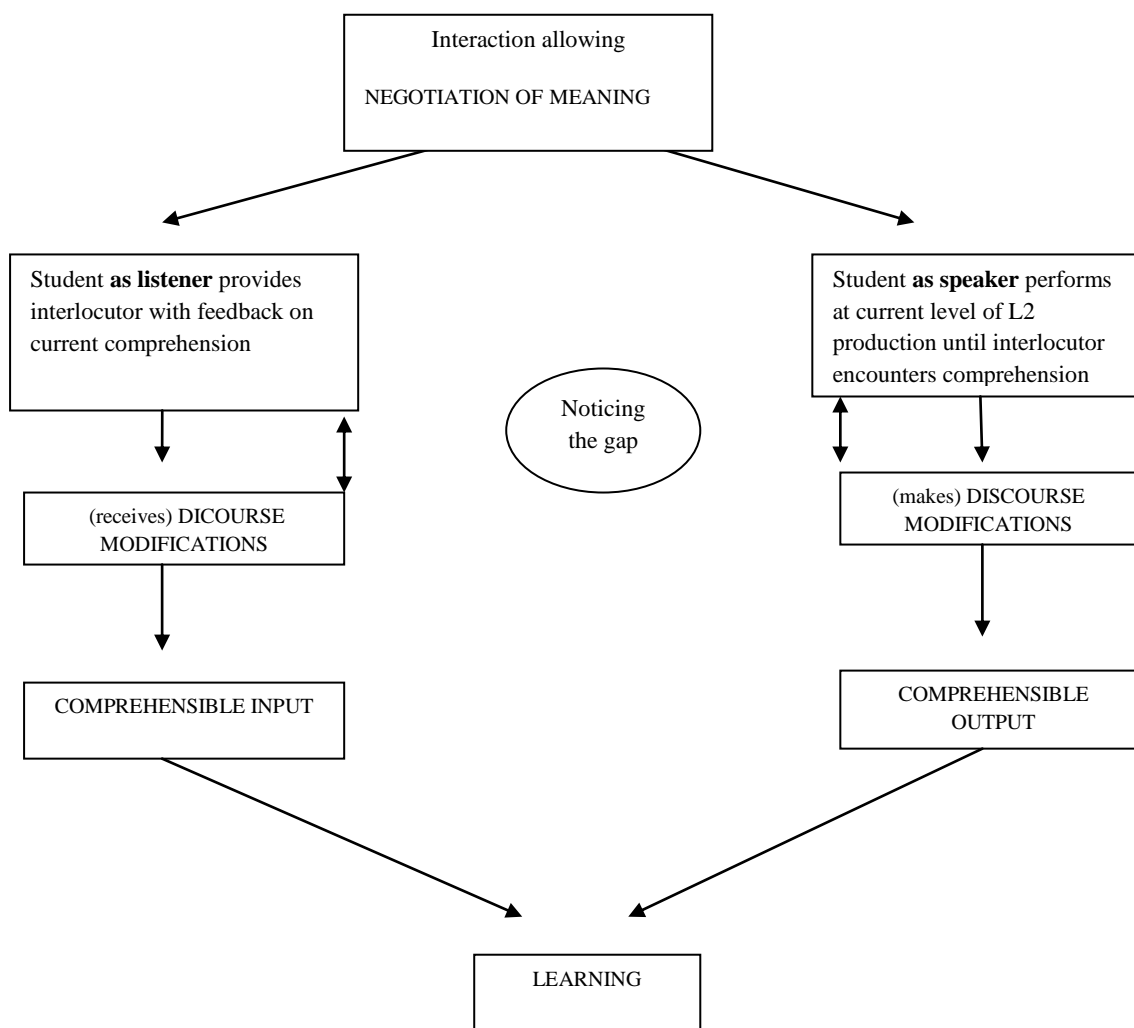 Interaction allowing
NEGOTIATION OF MEANING
Student as listener provides
interlocutor with feedback on
current comprehension
Student as speaker performs
at current level of L2
production until interlocutor
encounters comprehension
Noticing
the gap
(receives) DICOURSE
MODIFICATIONS
(makes) DISCOURSE
MODIFICATIONS
COMPREHENSIBLE INPUT
COMPREHENSIBLE
OUTPUT
LEARNING